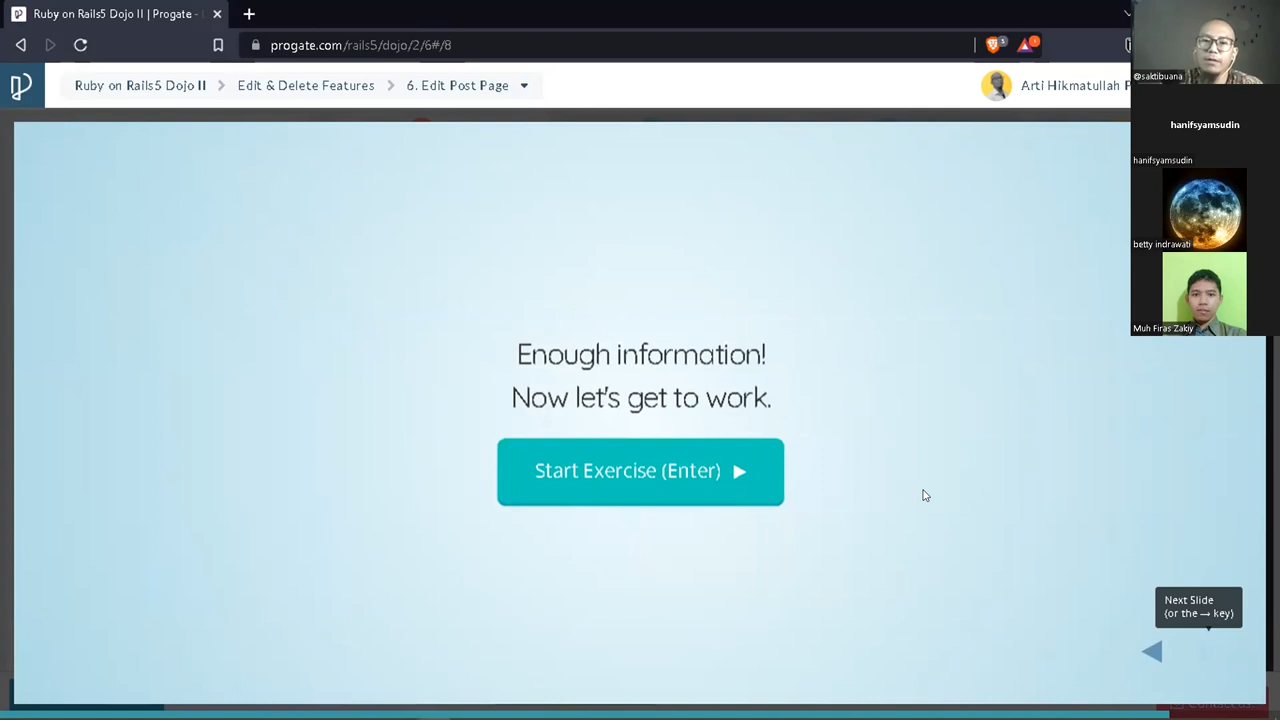 Ruby on Rails5 Dojo II | Progate -
progate.com/rails5/dojo/2/6#/8
Ruby on Rails5 Dojo II
Edit & Delete Features
6. Edit Post Page
Arti Hikmatullah
@saktibuana
hanifsyamsudin
hanifsyamsudin
betty indrawati
Muh Firas Zakiy
Enough information!
Now let's get to work.
Start Exercise (Enter)
Next Slide
(or the → key)
Contact us